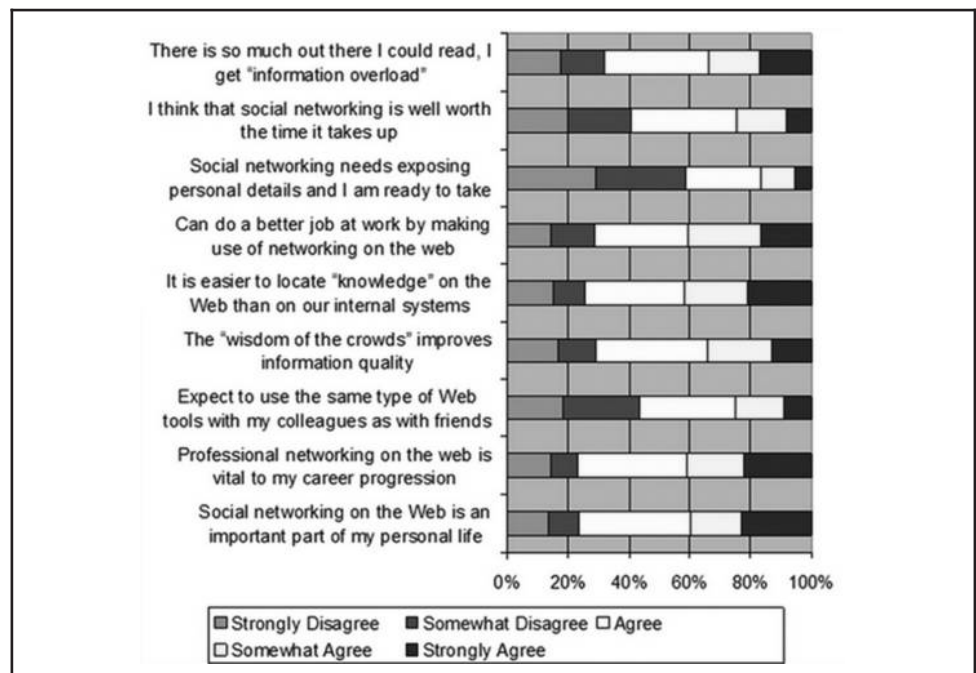 There is so much out there I could read, I
get "information overload"
I think that social networking is well worth
the time it takes up
Social networking needs exposing
personal details and I am ready to take
Can do a better job at work by making
use of networking on the web
It is easier to locate "knowledge" on the
Web than on our internal systems
The "wisdom of the crowds" improves
information quality
Expect to use the same type of Web
tools with my colleagues as with friends
Professional networking on the web is
vital to my career progression
Social networking on the Web is an
important part of my personal life
0% 20% 40% 60% 80% 100%
Strongly Disagree Somewhat Disagree Agree
Somewhat Agree Strongly Agree